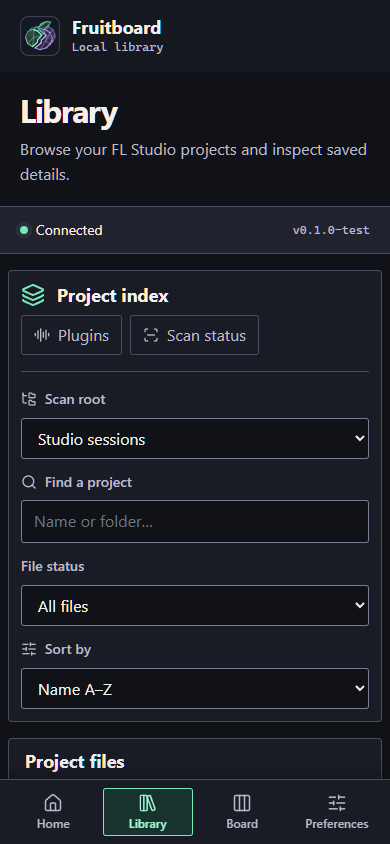 Fruitboard
Local library
Library
Browse your FL Studio projects and inspect saved
details.
Connected
v0.1.0-test
Project index
Plugins
Scan status
Scan root
Studio sessions
Find a project
Name or folder...
File status
All files
Sort by
Name A–Z
Project files
Home
Library
Board
Preferences